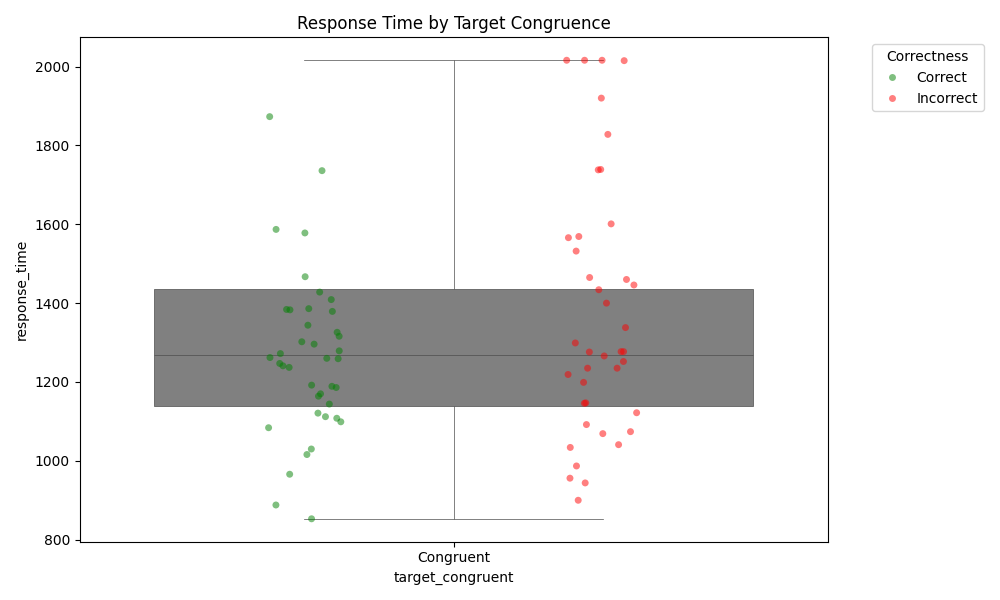 Response Time by Target Congruence
2000
1800
1600
1400
1200
1000
800
response_time
Congruent
target_congruent
Correctness
Correct
Incorrect